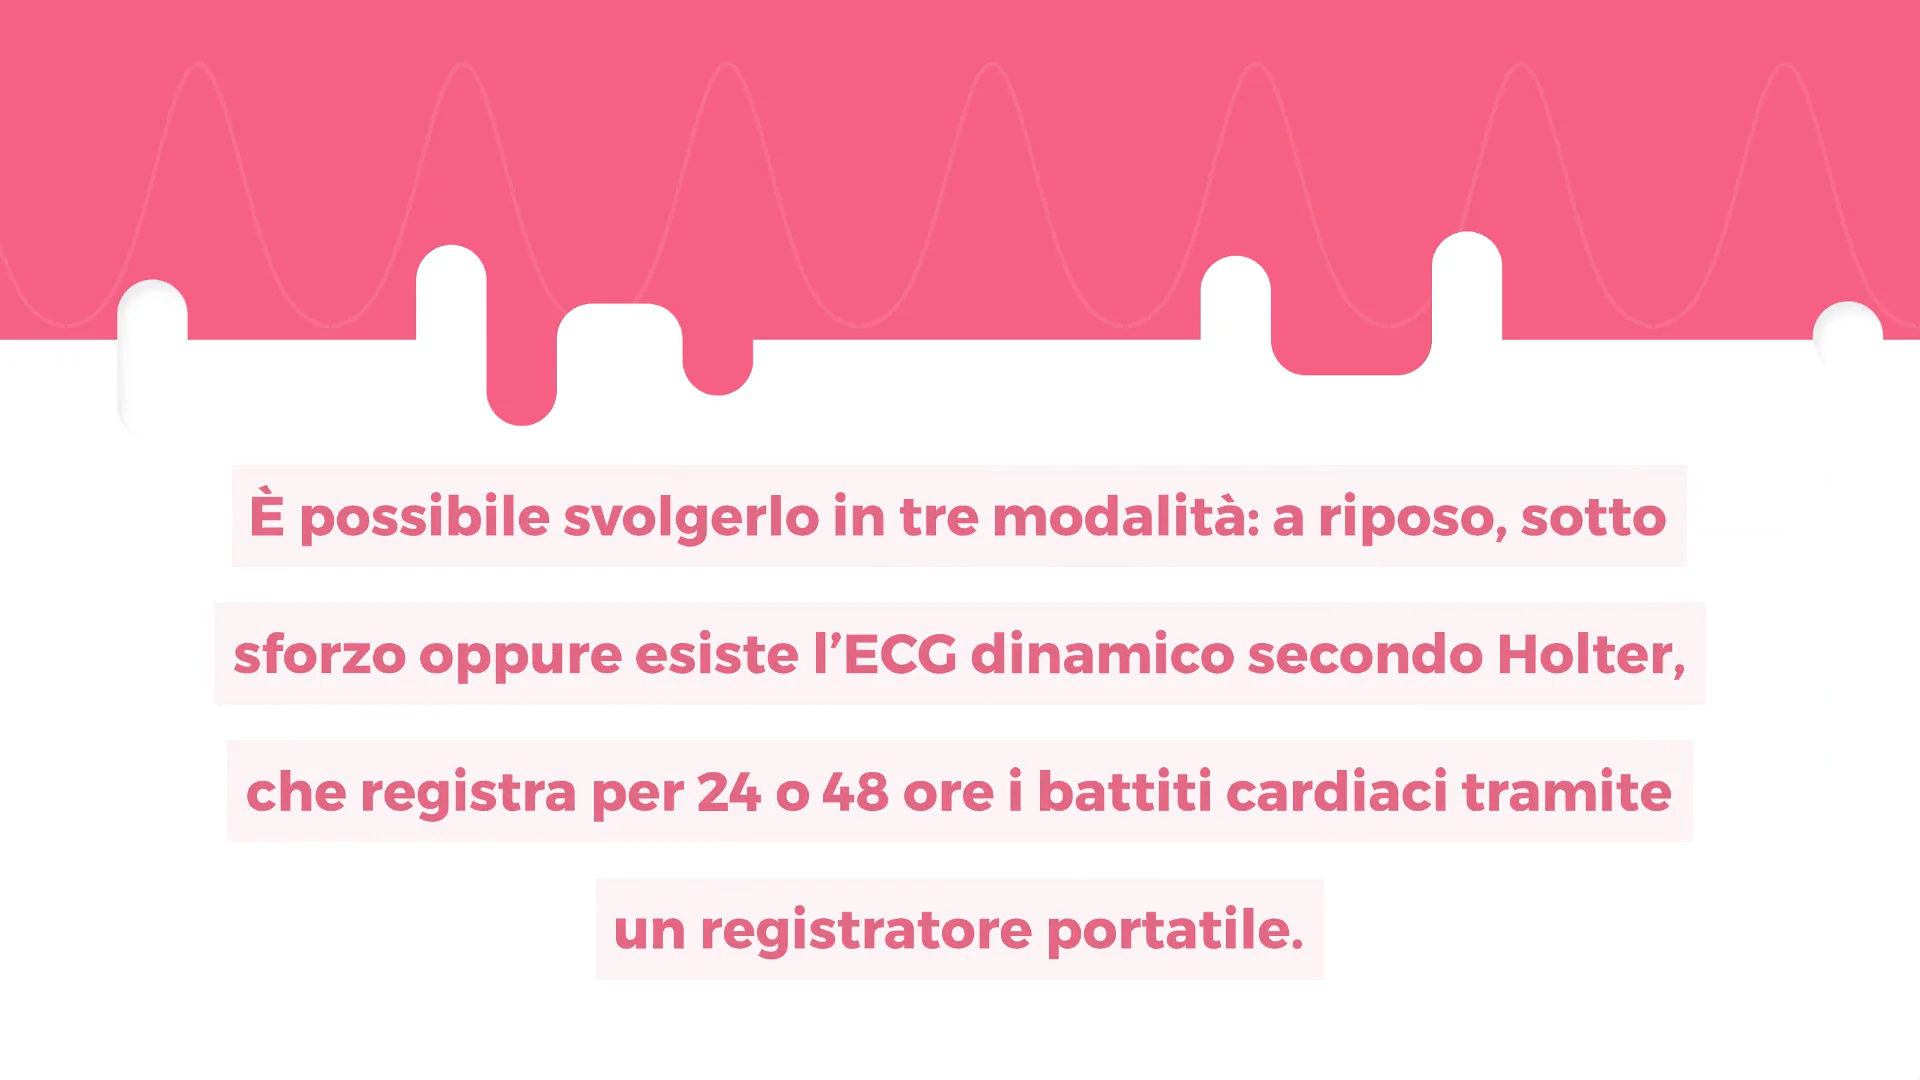 È possibile svolgerlo in tre modalità: a riposo, sotto
sforzo oppure esiste l’ECG dinamico secondo Holter,
che registra per 24 o 48 ore i battiti cardiaci tramite
un registratore portatile.